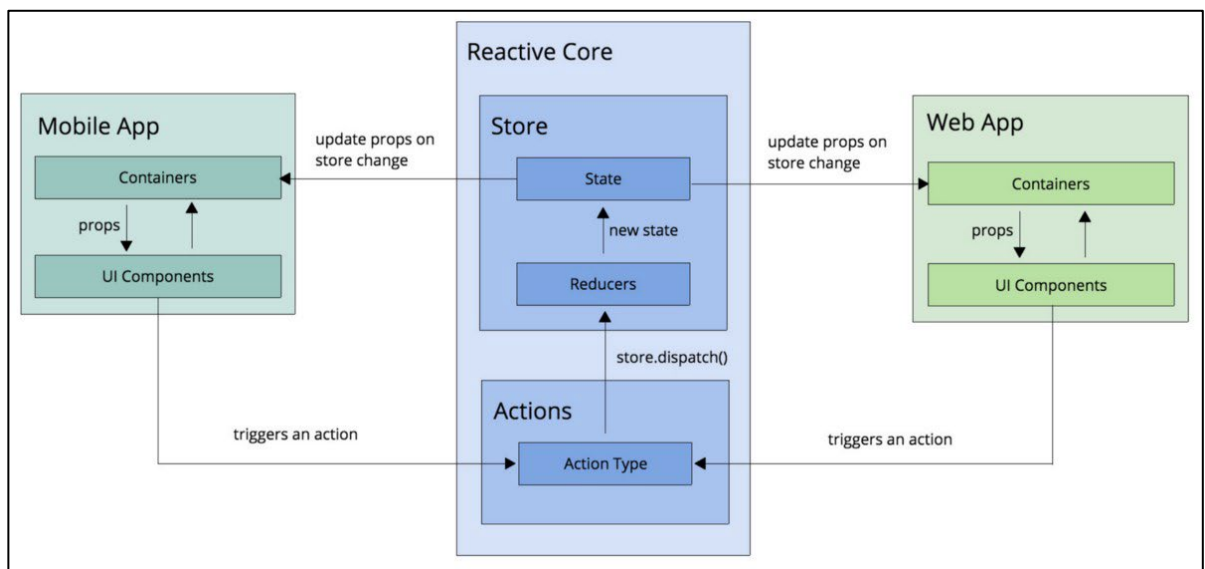 Reactive Core
Mobile App
Containers
props
UI Components
update props on
store change
Store
State
new state
Reducers
store.dispatch()
Actions
Action Type
triggers an action
update props on
store change
Web App
Containers
props
UI Components
triggers an action